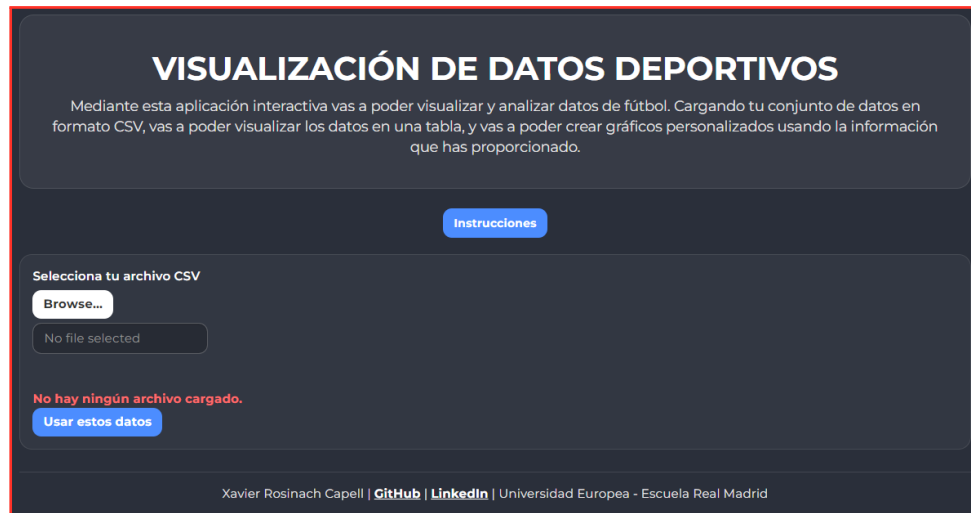 VISUALIZACIÓN DE DATOS DEPORTIVOS
Mediante esta aplicación interactiva vas a poder visualizar y analizar datos de fútbol. Cargando tu conjunto de datos en
formato CSV, vas a poder visualizar los datos en una tabla, y vas a poder crear gráficos personalizados usando la información
que has proporcionado.
Instrucciones
Selecciona tu archivo CSV
Browse...
No file selected
No hay ningún archivo cargado.
Usar estos datos
Xavier Rosinach Capell | GitHub | LinkedIn | Universidad Europea - Escuela Real Madrid